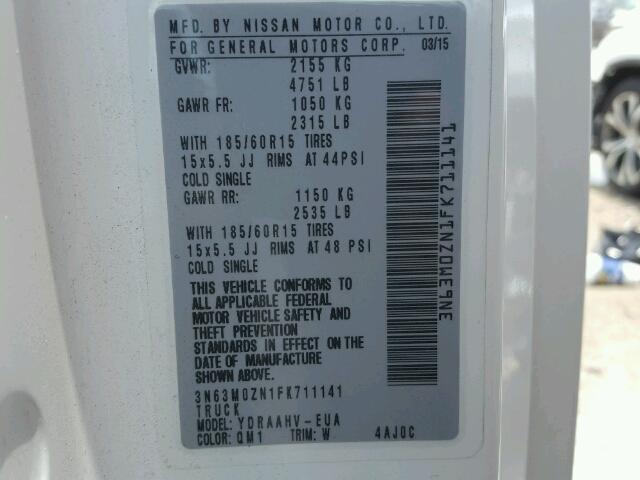 MFD. BY NISSAN MOTOR CO., LTD.
FOR GENERAL MOTORS CORP. 03/15
GVWR: 2155 KG
4751 LB
GAWR FR: 1050 KG
2315 LB
WITH 185/60R15 TIRES
15x5.5 JJ RIMS AT 44PSI
COLD SINGLE
GAWR RR: 1150 KG
2535 LB
WITH 185/60R15 TIRES
15x5.5 JJ RIMS AT 48 PSI
COLD SINGLE
THIS VEHICLE CONFORMS TO
ALL APPLICABLE FEDERAL
MOTOR VEHICLE SAFETY AND
THEFT PREVENTION
STANDARDS IN EFFECT ON THE
DATE OF MANUFACTURE
SHOWN ABOVE.
3N63M0ZN1FK711141
TRUCK
MODEL: YDRAAHV-EUA
COLOR: QM1 TRIM: W 4AJ0C
3N63M0ZN1FK711141